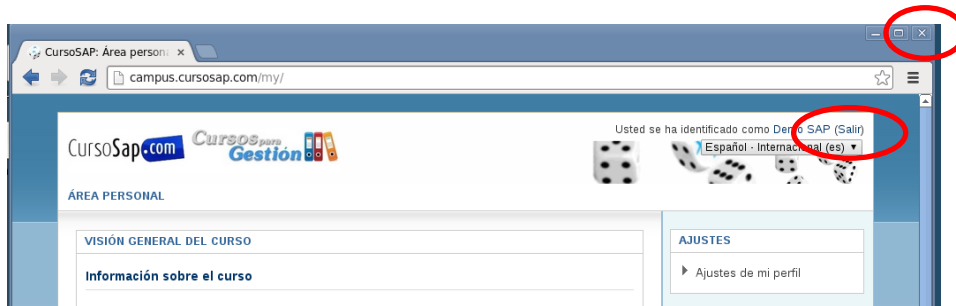 CursoSAP: Área person
campus.cursosap.com/my/
Usted se ha identificado como Demo SAP (Salir)
CursoSap.com Cursos para Gestión
Español - Internacional (es)
ÁREA PERSONAL
VISIÓN GENERAL DEL CURSO
AJUSTES
Información sobre el curso
Ajustes de mi perfil